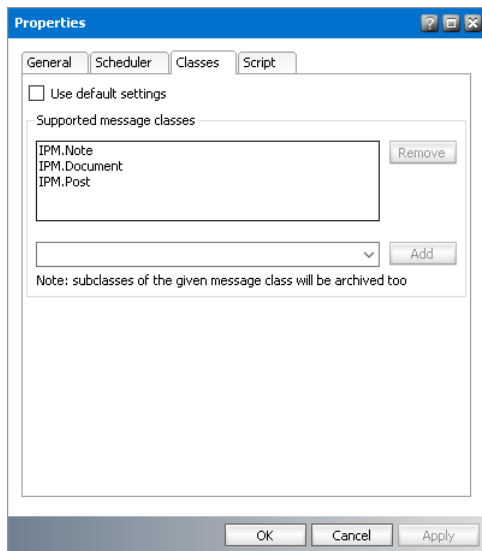 Properties
General Scheduler Classes Script
Use default settings
Supported message classes
IPM.Note
IPM.Document
IPM.Post
Remove
Add
Note: subclasses of the given message class will be archived too
OK Cancel Apply